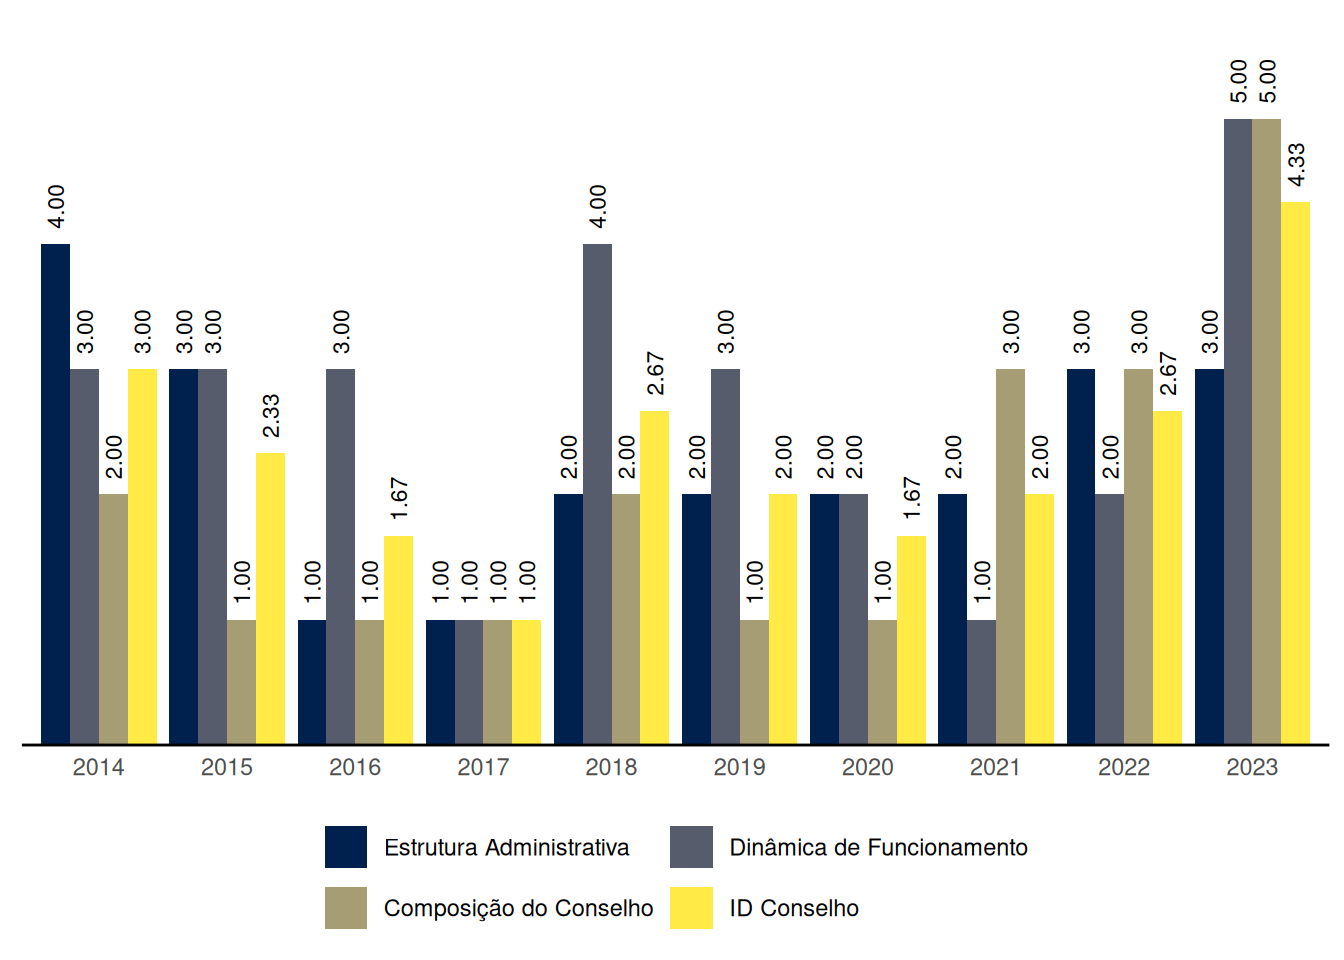 4.00 3.00 2.00 3.00
3.00 3.00 1.00 2.33
1.00 3.00 1.00 1.67
1.00 1.00 1.00 1.00
2.00 4.00 2.00 2.67
2.00 3.00 1.00 2.00
2.00 2.00 1.00 1.67
2.00 1.00 3.00 2.00
3.00 2.00 3.00 2.67
3.00 5.00 5.00 4.33
2014 2015 2016 2017 2018 2019 2020 2021 2022 2023
Estrutura Administrativa Dinâmica de Funcionamento
Composição do Conselho ID Conselho